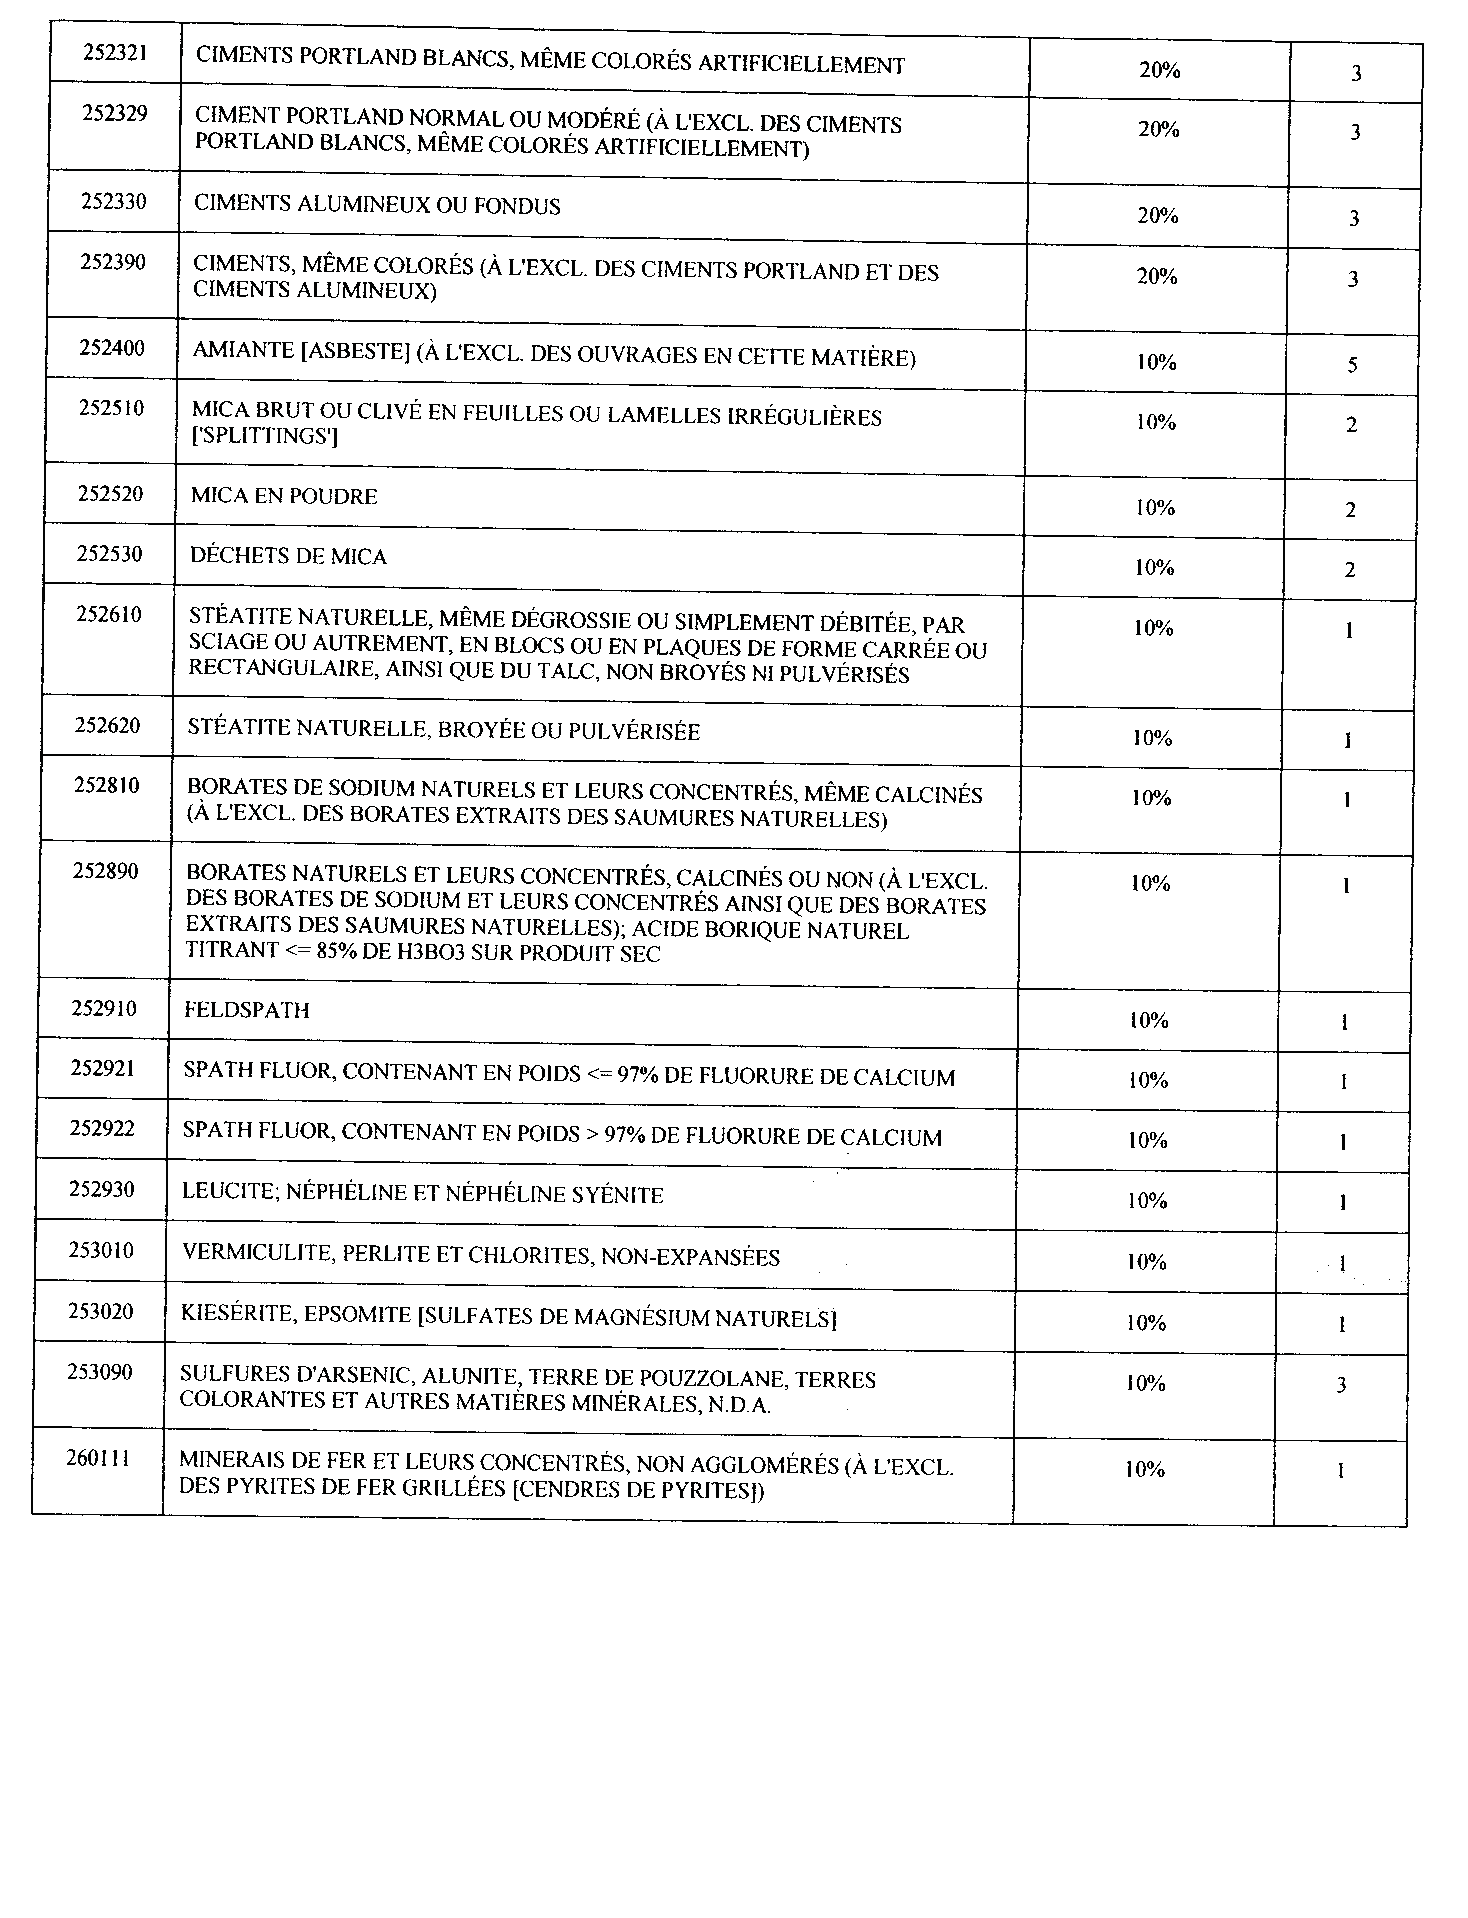 252321 CIMENTS PORTLAND BLANCS, MÊME COLORÉS ARTIFICIELLEMENT 20% 3
252329 CIMENT PORTLAND NORMAL OU MODÉRÉ (À L'EXCL. DES CIMENTS 20% 3
PORTLAND BLANCS, MÊME COLORÉS ARTIFICIELLEMENT)
252330 CIMENTS ALUMINEUX OU FONDUS 20% 3
252390 CIMENTS, MÊME COLORÉS (À L'EXCL. DES CIMENTS PORTLAND ET DES 20% 3
CIMENTS ALUMINEUX)
252400 AMIANTE [ASBESTE] (À L'EXCL. DES OUVRAGES EN CETTE MATIÈRE) 10% 5
252510 MICA BRUT OU CLIVÉ EN FEUILLES OU LAMELLES IRRÉGULIÈRES 10% 2
['SPLITTINGS']
252520 MICA EN POUDRE 10% 2
252530 DÉCHETS DE MICA 10% 2
252610 STÉATITE NATURELLE, MÊME DÉGROSSIE OU SIMPLEMENT DÉBITÉE, PAR 10% 1
SCIAGE OU AUTREMENT, EN BLOCS OU EN PLAQUES DE FORME CARRÉE OU
RECTANGULAIRE, AINSI QUE DU TALC, NON BROYÉS NI PULVÉRISÉS
252620 STÉATITE NATURELLE, BROYÉE OU PULVÉRISÉE 10% 1
252810 BORATES DE SODIUM NATURELS ET LEURS CONCENTRÉS, MÊME CALCINÉS 10% 1
(À L'EXCL. DES BORATES EXTRAITS DES SAUMURES NATURELLES)
252890 BORATES NATURELS ET LEURS CONCENTRÉS, CALCINÉS OU NON (À L'EXCL. 10% 1
DES BORATES DE SODIUM ET LEURS CONCENTRÉS AINSI QUE DES BORATES
EXTRAITS DES SAUMURES NATURELLES); ACIDE BORIQUE NATUREL
TITRANT <= 85% DE H3BO3 SUR PRODUIT SEC
252910 FELDSPATH 10% 1
252921 SPATH FLUOR, CONTENANT EN POIDS <= 97% DE FLUORURE DE CALCIUM 10% 1
252922 SPATH FLUOR, CONTENANT EN POIDS > 97% DE FLUORURE DE CALCIUM 10% 1
252930 LEUCITE; NÉPHÉLINE ET NÉPHÉLINE SYÉNITE 10% 1
253010 VERMICULITE, PERLITE ET CHLORITES, NON-EXPANSÉES 10% 1
253020 KIESÉRITE, EPSOMITE [SULFATES DE MAGNÉSIUM NATURELS] 10% 1
253090 SULFURES D'ARSENIC, ALUNITE, TERRE DE POUZZOLANE, TERRES 10% 3
COLORANTES ET AUTRES MATIÈRES MINÉRALES, N.D.A.
260111 MINERAIS DE FER ET LEURS CONCENTRÉS, NON AGGLOMÉRÉS (À L'EXCL. 10% 1
DES PYRITES DE FER GRILLÉES [CENDRES DE PYRITES])